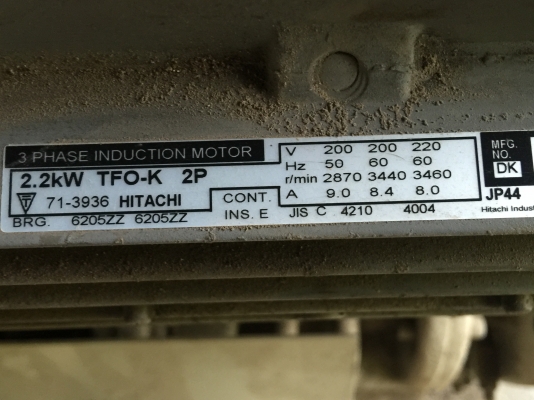 3 PHASE INDUCTION MOTOR
2.2kW TFO-K 2P
71-3936 HITACHI
BRG. 6205ZZ 6205ZZ
CONT.
INS. E
V 200 200 220
Hz 50 60 60
r/min 2870 3440 3460
A 9.0 8.4 8.0
JIS C 4210 4004
MFG.
NO.
DK
JP44
Hitachi Indust